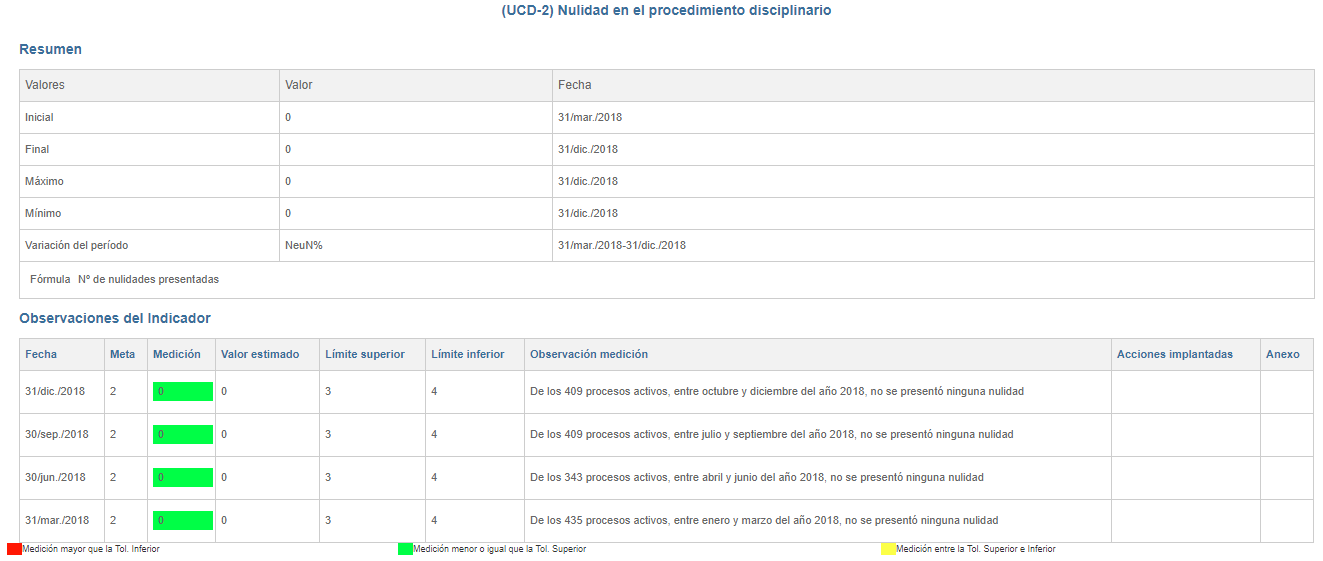 (UCD-2) Nulidad en el procedimiento disciplinario
Resumen
Valores Valor Fecha
Inicial 0 31/mar./2018
Final 0 31/dic./2018
Máximo 0 31/dic./2018
Mínimo 0 31/dic./2018
Variación del período NeuN% 31/mar./2018-31/dic./2018
Fórmula Nº de nulidades presentadas
Observaciones del Indicador
Fecha Meta Medición Valor estimado Límite superior Límite inferior Observación medición Acciones implantadas Anexo
31/dic./2018 2 0 0 3 4 De los 409 procesos activos, entre octubre y diciembre del año 2018, no se presentó ninguna nulidad
30/sep./2018 2 0 0 3 4 De los 409 procesos activos, entre julio y septiembre del año 2018, no se presentó ninguna nulidad
30/jun./2018 2 0 0 3 4 De los 343 procesos activos, entre abril y junio del año 2018, no se presentó ninguna nulidad
31/mar./2018 2 0 0 3 4 De los 435 procesos activos, entre enero y marzo del año 2018, no se presentó ninguna nulidad
Medición mayor que la Tol. Inferior Medición menor o igual que la Tol. Superior Medición entre la Tol. Superior e Inferior